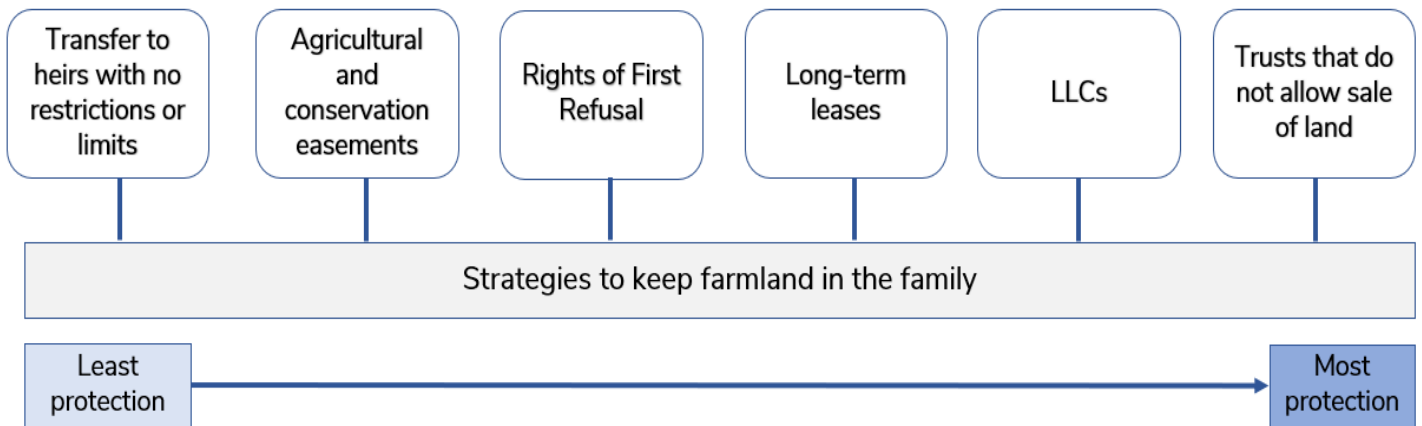 Transfer to
heirs with no
restrictions or
limits
Agricultural
and
conservation
easements
Rights of First
Refusal
Long-term
leases
LLCs
Trusts that do
not allow sale
of land
Strategies to keep farmland in the family
Least
protection
Most
protection